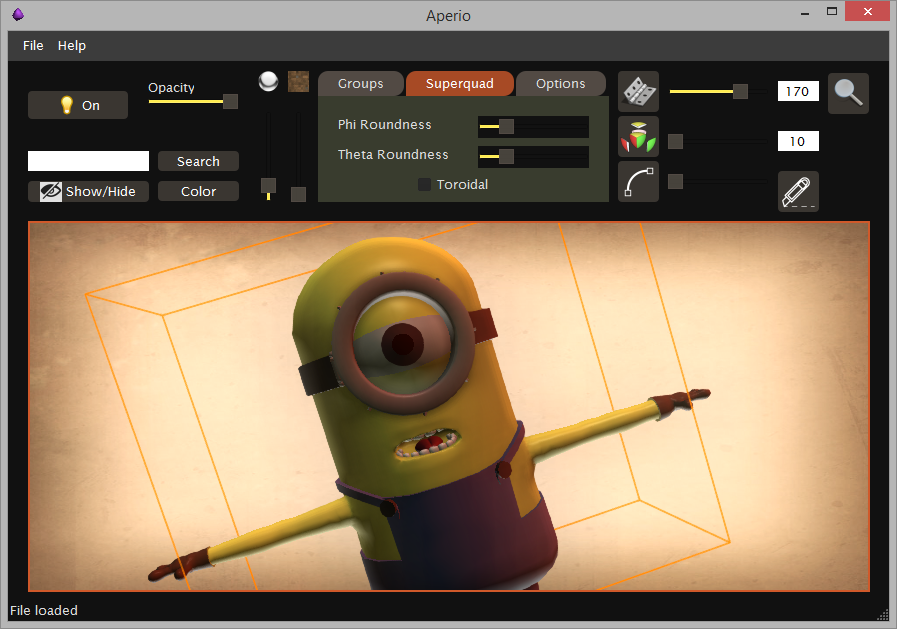 Aperio
File Help
On
Opacity
Search
Show/Hide
Color
Groups Superquad Options
Phi Roundness
Theta Roundness
Toroidal
170
10
File loaded